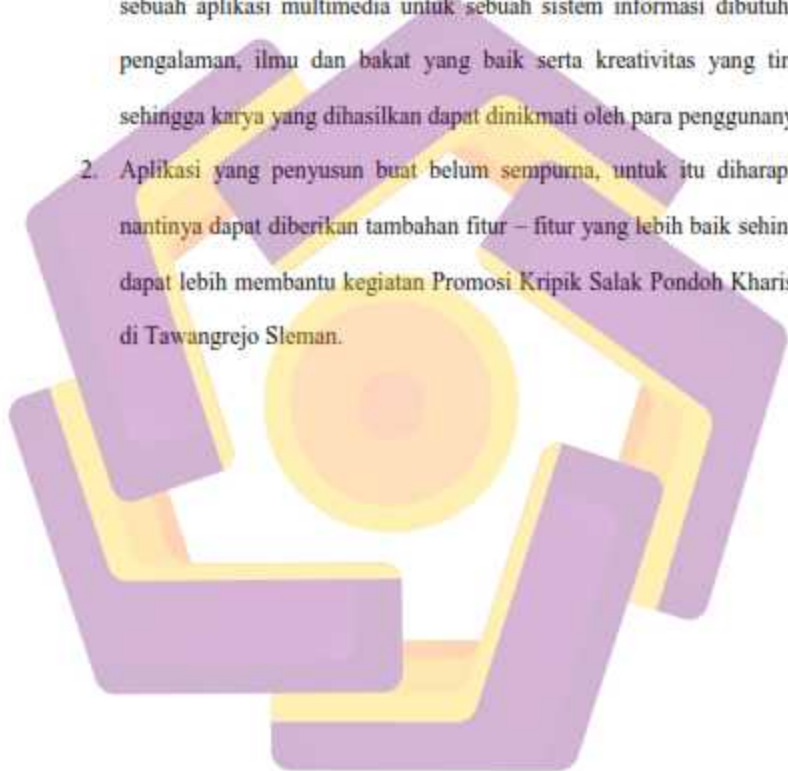 sebuah aplikasi multimedia untuk sebuah sistem informasi dibutuh
pengalaman, ilmu dan bakat yang baik serta kreativitas yang tin
sehingga karya yang dihasilkan dapat dinikmati oleh para penggunany
2. Aplikasi yang penyusun buat belum sempurna, untuk itu diharap
nantinya dapat diberikan tambahan fitur – fitur yang lebih baik sehin
dapat lebih membantu kegiatan Promosi Kripik Salak Pondoh Kharis
di Tawangrejo Sleman.